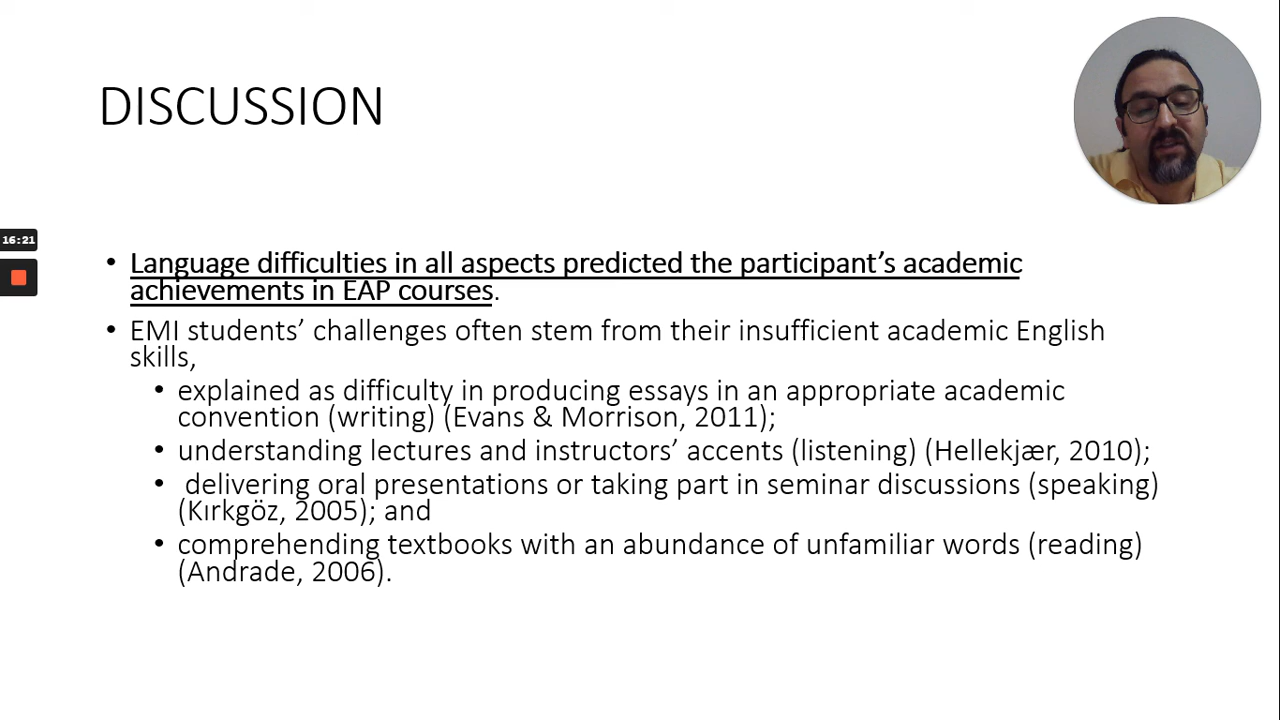 DISCUSSION
16:21
• Language difficulties in all aspects predicted the participant’s academic
achievements in EAP courses.
• EMI students’ challenges often stem from their insufficient academic English
skills,
• explained as difficulty in producing essays in an appropriate academic
convention (writing) (Evans & Morrison, 2011);
• understanding lectures and instructors’ accents (listening) (Hellekjær, 2010);
• delivering oral presentations or taking part in seminar discussions (speaking)
(Kırkgöz, 2005); and
• comprehending textbooks with an abundance of unfamiliar words (reading)
(Andrade, 2006).